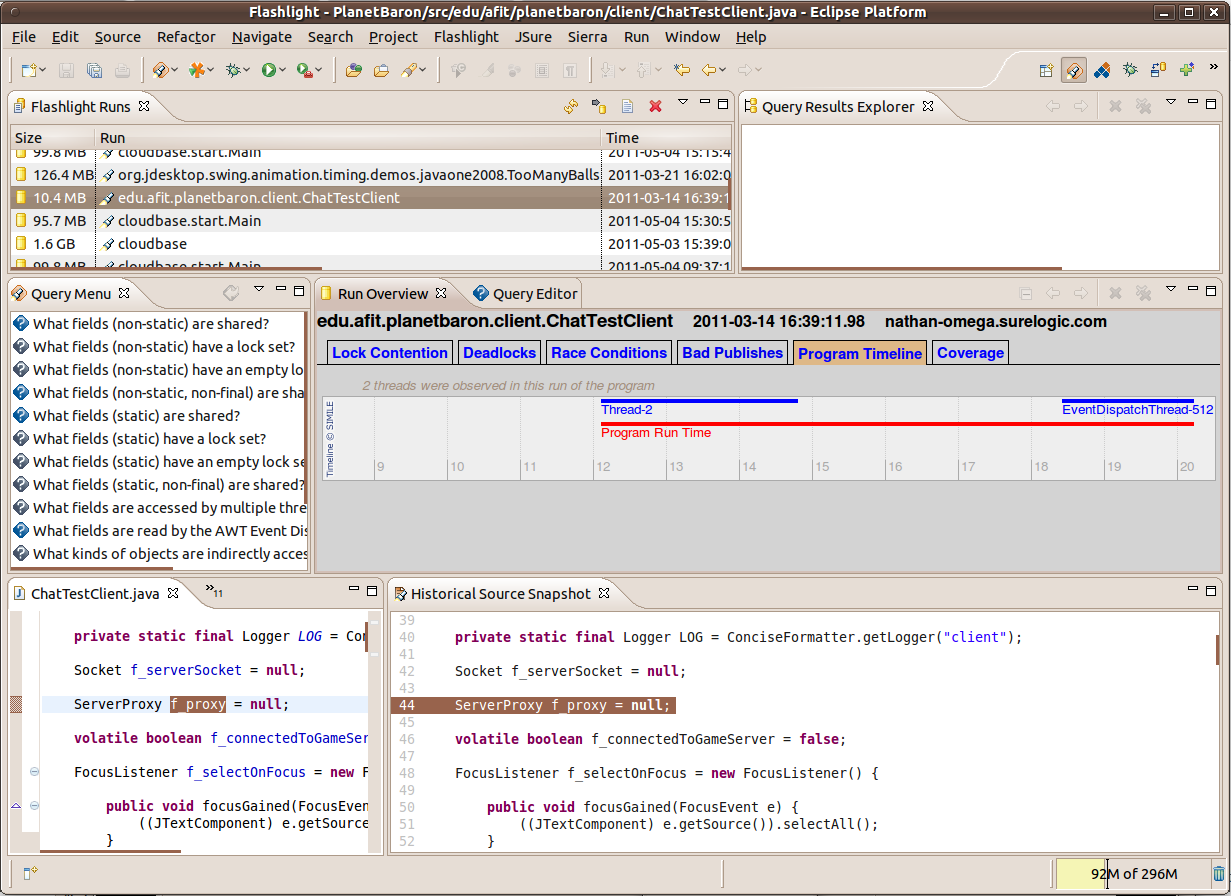 Flashlight - PlanetBaron/src/edu/afit/planetbaron/client/ChatTestClient.java - Eclipse Platform
File Edit Source Refactor Navigate Search Project Flashlight JSure Sierra Run Window Help
Flashlight Runs
Size Run Time
99.8 MB cloudbase.start.Main 2011-05-04 15:15:4
126.4 MB org.jdesktop.swing.animation.timing.demos.javaone2008.TooManyBalls 2011-03-21 16:02:0
10.4 MB edu.afit.planetbaron.client.ChatTestClient 2011-03-14 16:39:1
95.7 MB cloudbase.start.Main 2011-05-04 15:30:5
1.6 GB cloudbase 2011-05-03 15:39:0
99.8 MB cloudbase.start.Main 2011-05-04 09:37:1
Query Results Explorer
Query Menu
What fields (non-static) are shared?
What fields (non-static) have a lock set?
What fields (non-static) have an empty lo
What fields (non-static, non-final) are sha
What fields (static) are shared?
What fields (static) have a lock set?
What fields (static) have an empty lock se
What fields (static, non-final) are shared?
What fields are accessed by multiple thre
What fields are read by the AWT Event Dis
What kinds of objects are indirectly acces
Run Overview Query Editor
edu.afit.planetbaron.client.ChatTestClient 2011-03-14 16:39:11.98 nathan-omega.surelogic.com
Lock Contention Deadlocks Race Conditions Bad Publishes Program Timeline Coverage
2 threads were observed in this run of the program
Timeline © SIMILE
Thread-2 EventDispatchThread-512
Program Run Time
9 10 11 12 13 14 15 16 17 18 19 20
ChatTestClient.java »11
private static final Logger LOG = Co
Socket f_serverSocket = null;
ServerProxy f_proxy = null;
volatile boolean f_connectedToGameSer
FocusListener f_selectOnFocus = new F
public void focusGained(FocusEven
((JTextComponent) e.getSource
}
Historical Source Snapshot
39
40 private static final Logger LOG = ConciseFormatter.getLogger("client");
41
42 Socket f_serverSocket = null;
43
44 ServerProxy f_proxy = null;
45
46 volatile boolean f_connectedToGameServer = false;
47
48 FocusListener f_selectOnFocus = new FocusListener() {
49
50 public void focusGained(FocusEvent e) {
51 ((JTextComponent) e.getSource()).selectAll();
52 }
92M of 296M